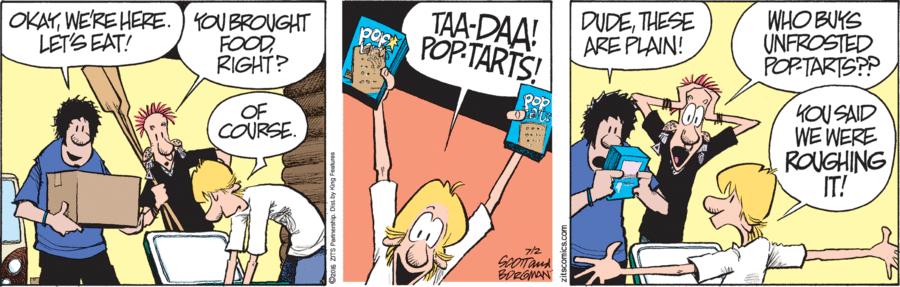 OKAY, WE'RE HERE.
LET'S EAT!
YOU BROUGHT
FOOD,
RIGHT?
OF
COURSE.
©2016 ZITS Partnership. Dist. by King Features
TAA-DAA!
POP-TARTS!
pop
tarts
POP
tarts
7/2
SCOTT and
BORGMAN
DUDE, THESE
ARE PLAIN!
WHO BUYS
UNFROSTED
POP-TARTS??
YOU SAID
WE WERE
ROUGHING
IT!
zitscomics.com